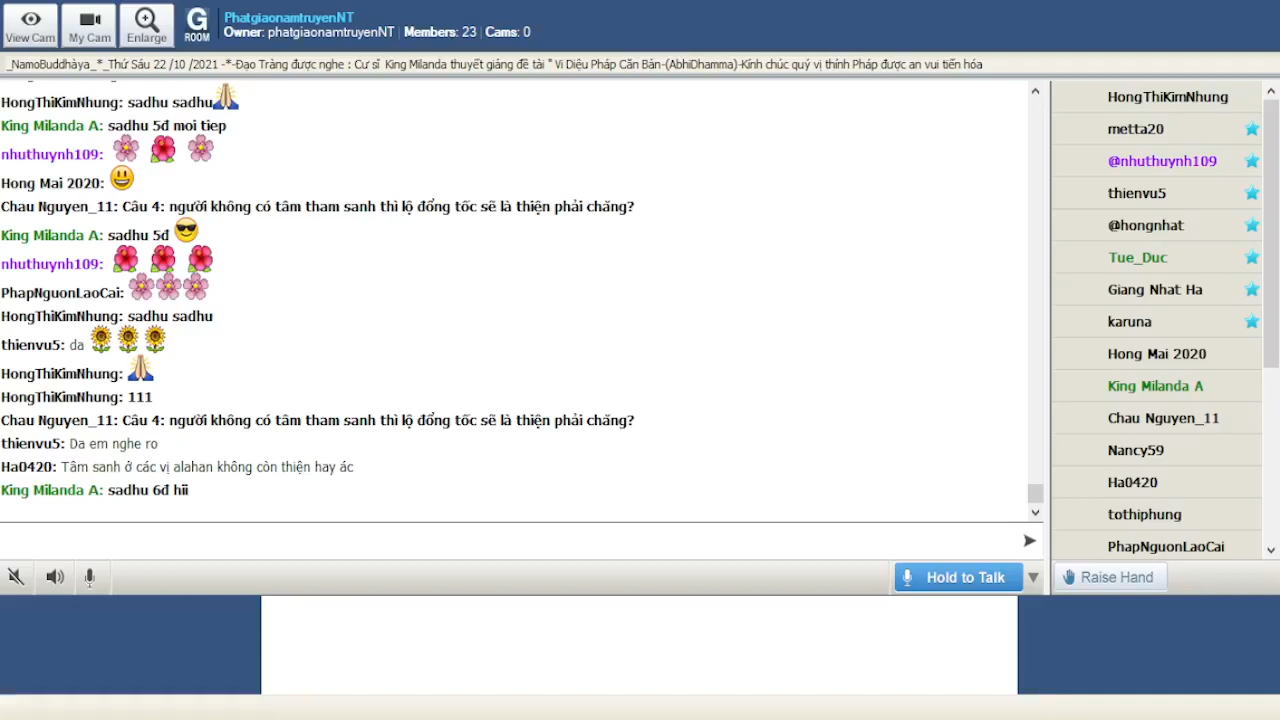 View Cam
My Cam
Enlarge
G
ROOM
PhatgiaonamtruyenNT
Owner: phatgiaonamtruyenNT | Members: 23 | Cams: 0
_NamoBuddhàya_*_Thứ Sáu 22 /10 /2021 -*-Đạo Tràng được nghe : Cư sĩ King Milanda thuyết giảng đề tài " Vi Diệu Pháp Căn Bản-(AbhiDhamma)-Kính chúc quý vị thính Pháp được an vui tiến hóa
HongThiKimNhung: sadhu sadhu
King Milanda A: sadhu 5đ moi tiep
nhuthuynh109:
Hong Mai 2020:
Chau Nguyen_11: Câu 4: người không có tâm tham sanh thì lộ đổng tốc sẽ là thiện phải chăng?
King Milanda A: sadhu 5đ
nhuthuynh109:
PhapNguonLaoCai:
HongThiKimNhung: sadhu sadhu
thienvu5: da
HongThiKimNhung:
HongThiKimNhung: 111
Chau Nguyen_11: Câu 4: người không có tâm tham sanh thì lộ đổng tốc sẽ là thiện phải chăng?
thienvu5: Da em nghe ro
Ha0420: Tâm sanh ở các vị alahan không còn thiện hay ác
King Milanda A: sadhu 6đ hii
Hold to Talk
HongThiKimNhung
metta20
@nhuthuynh109
thienvu5
@hongnhat
Tue_Duc
Giang Nhat Ha
karuna
Hong Mai 2020
King Milanda A
Chau Nguyen_11
Nancy59
Ha0420
tothiphung
PhapNguonLaoCai
Raise Hand